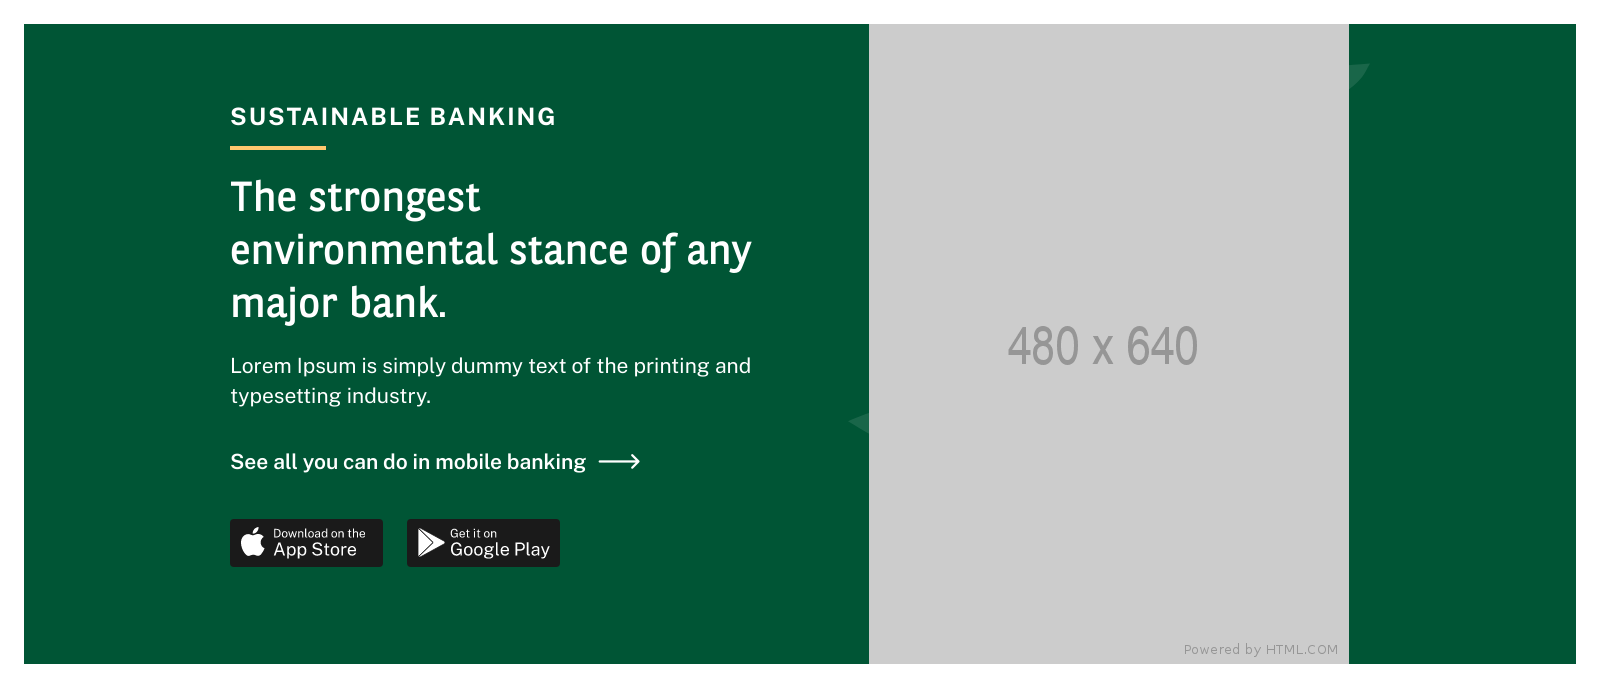 SUSTAINABLE BANKING
The strongest
environmental stance of any
major bank.
Lorem Ipsum is simply dummy text of the printing and
typesetting industry.
See all you can do in mobile banking
Download on the
App Store
Get it on
Google Play
480 x 640
Powered by HTML.COM